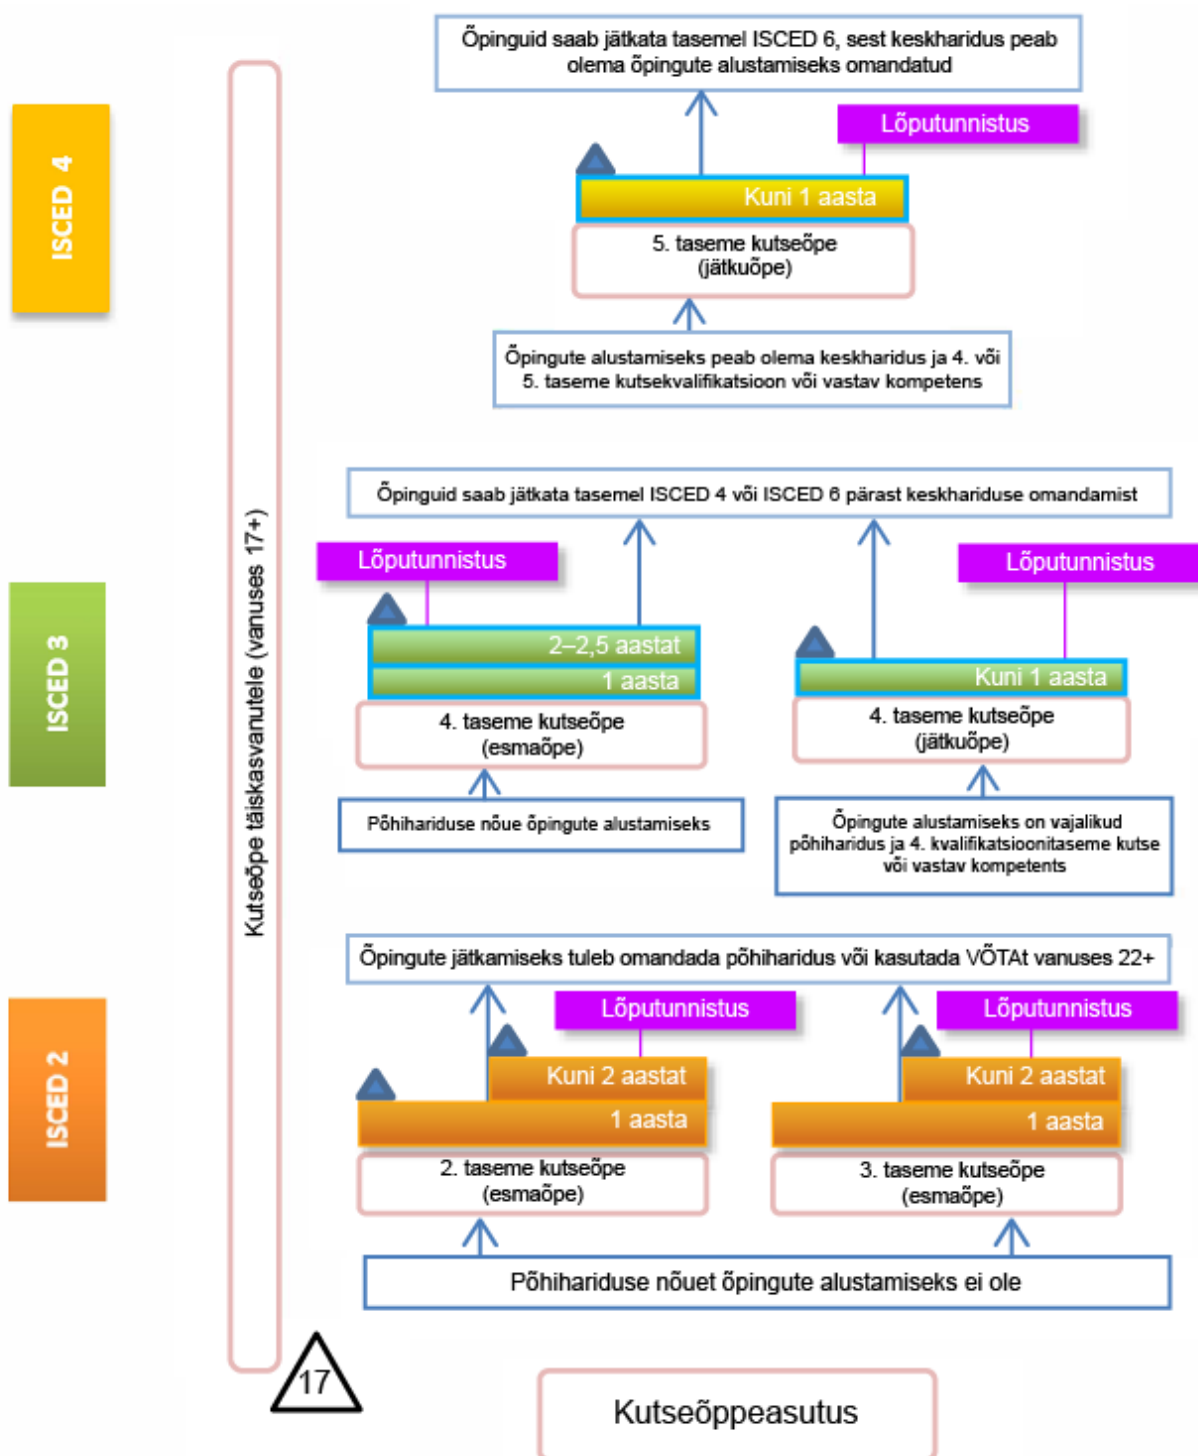 Õpinguid saab jätkata tasemel ISCED 6, sest keskharidus peab
olema õpingute alustamiseks omandatud
ISCED 4
Lõputunnistus
Kuni 1 aasta
5. taseme kutseõpe
(jätkuõpe)
Õpingute alustamiseks peab olema keskharidus ja 4. või
5. taseme kutsekvalifikatsioon või vastav kompetens
Kutseõpe täiskasvanutele (vanuses 17+)
Õpinguid saab jätkata tasemel ISCED 4 või ISCED 6 pärast keskhariduse omandamist
ISCED 3
Lõputunnistus
Lõputunnistus
2–2,5 aastat
1 aasta
Kuni 1 aasta
4. taseme kutseõpe
(esmaõpe)
4. taseme kutseõpe
(jätkuõpe)
Põhihariduse nõue õpingute alustamiseks
Õpingute alustamiseks on vajalikud
põhiharidus ja 4. kvalifikatsioonitaseme kutse
või vastav kompetents
Õpingute jätkamiseks tuleb omandada põhiharidus või kasutada VÕTAt vanuses 22+
ISCED 2
Lõputunnistus
Lõputunnistus
Kuni 2 aastat
Kuni 2 aastat
1 aasta
1 aasta
2. taseme kutseõpe
(esmaõpe)
3. taseme kutseõpe
(esmaõpe)
Põhihariduse nõuet õpingute alustamiseks ei ole
17
Kutseõppeasutus